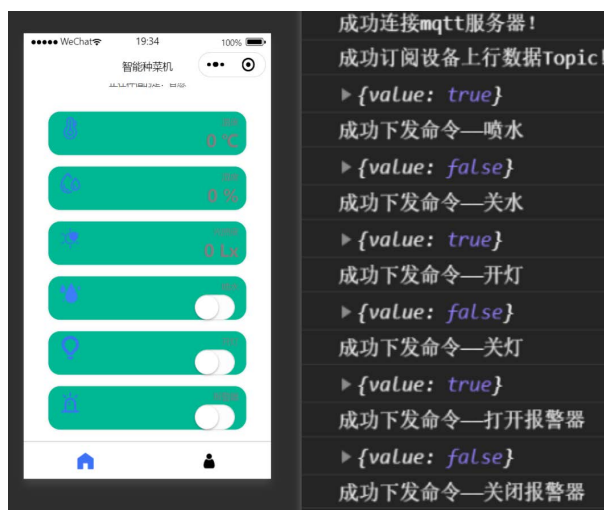 WeChat 19:34 100%
智能种菜机
0 ℃
0 %
0 Lx
成功连接mqtt服务器！
成功订阅设备上行数据Topic!
{value: true}
成功下发命令——喷水
{value: false}
成功下发命令——关水
{value: true}
成功下发命令——开灯
{value: false}
成功下发命令——关灯
{value: true}
成功下发命令——打开报警器
{value: false}
成功下发命令——关闭报警器